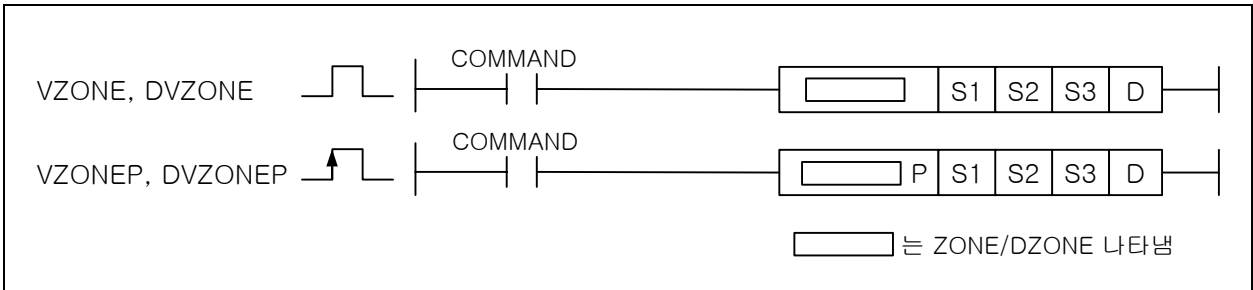 COMMAND
VZONE, DVZONE S1 S2 S3 D
COMMAND
VZONEP, DVZONEP P S1 S2 S3 D
는 ZONE/DZONE 나타냄